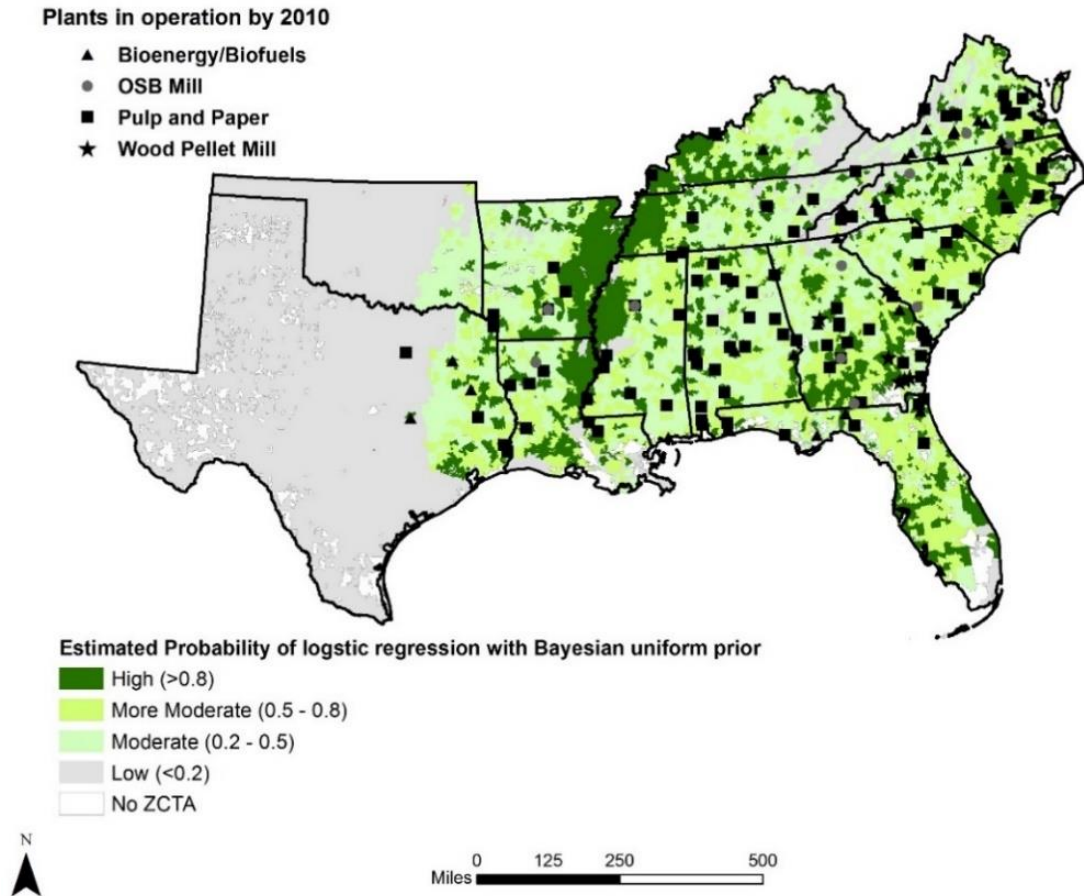 Plants in operation by 2010
Bioenergy/Biofuels
OSB Mill
Pulp and Paper
Wood Pellet Mill
Estimated Probability of logstic regression with Bayesian uniform prior
High (>0.8)
More Moderate (0.5 - 0.8)
Moderate (0.2 - 0.5)
Low (<0.2)
No ZCTA
N
0 125 250 500
Miles